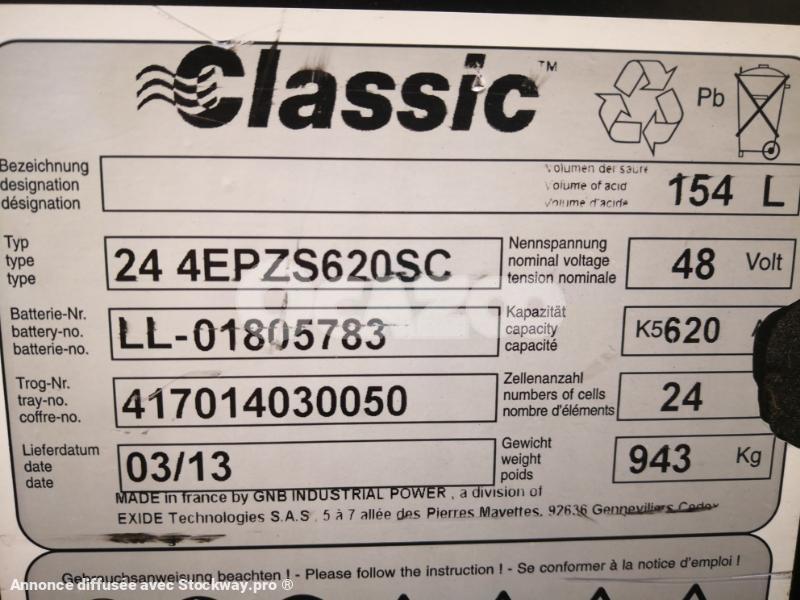 Classic™
Pb
Bezeichnung
designation
désignation
Volumen der saure
Volume of acid
Volume d'acide
154 L
Typ
type
type
24 4EPZS620SC
Nennspannung
nominal voltage
tension nominale
48 Volt
Batterie-Nr.
battery-no.
batterie-no.
LL-01805783
Kapazität
capacity
capacité
K5 620
Trog-Nr.
tray-no.
coffre-no.
417014030050
Zellenanzahl
numbers of cells
nombre d'éléments
24
Lieferdatum
date
date
03/13
Gewicht
weight
poids
943 Kg
MADE in france by GNB INDUSTRIAL POWER , a division of
EXIDE Technologies S.A.S , 5 à 7 allée des Pierres Mayettes, 92636 Gennevilliers Cedex
Gebrauchsanweisung beachten ! - Please follow the instruction ! - Se conformer à la notice d'emploi !
OCAZOO
Annonce diffusée avec Stockway.pro ®